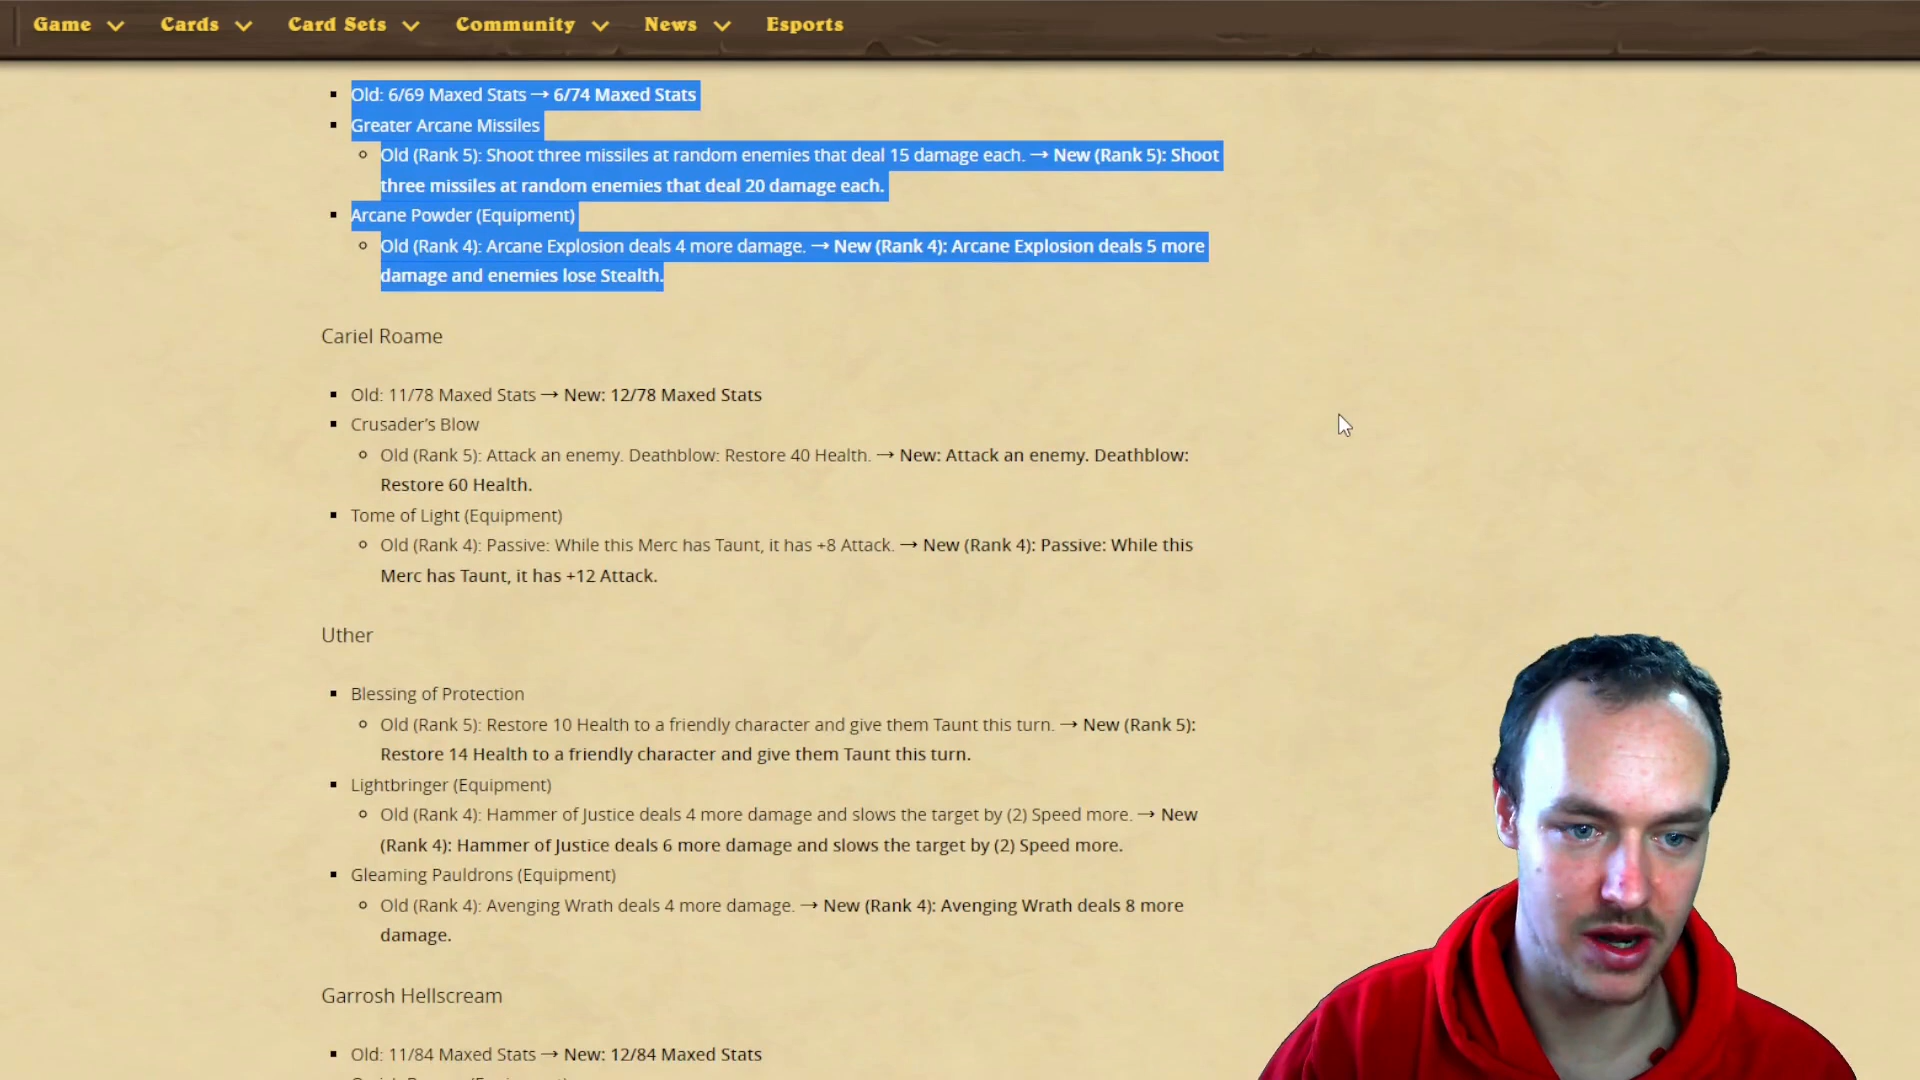 Game Cards Card Sets Community News Esports
Old: 6/69 Maxed Stats → 6/74 Maxed Stats
Greater Arcane Missiles
Old (Rank 5): Shoot three missiles at random enemies that deal 15 damage each. → New (Rank 5): Shoot
three missiles at random enemies that deal 20 damage each.
Arcane Powder (Equipment)
Old (Rank 4): Arcane Explosion deals 4 more damage. → New (Rank 4): Arcane Explosion deals 5 more
damage and enemies lose Stealth.
Cariel Roame
Old: 11/78 Maxed Stats → New: 12/78 Maxed Stats
Crusader’s Blow
Old (Rank 5): Attack an enemy. Deathblow: Restore 40 Health. → New: Attack an enemy. Deathblow:
Restore 60 Health.
Tome of Light (Equipment)
Old (Rank 4): Passive: While this Merc has Taunt, it has +8 Attack. → New (Rank 4): Passive: While this
Merc has Taunt, it has +12 Attack.
Uther
Blessing of Protection
Old (Rank 5): Restore 10 Health to a friendly character and give them Taunt this turn. → New (Rank 5):
Restore 14 Health to a friendly character and give them Taunt this turn.
Lightbringer (Equipment)
Old (Rank 4): Hammer of Justice deals 4 more damage and slows the target by (2) Speed more. → New
(Rank 4): Hammer of Justice deals 6 more damage and slows the target by (2) Speed more.
Gleaming Pauldrons (Equipment)
Old (Rank 4): Avenging Wrath deals 4 more damage. → New (Rank 4): Avenging Wrath deals 8 more
damage.
Garrosh Hellscream
Old: 11/84 Maxed Stats → New: 12/84 Maxed Stats